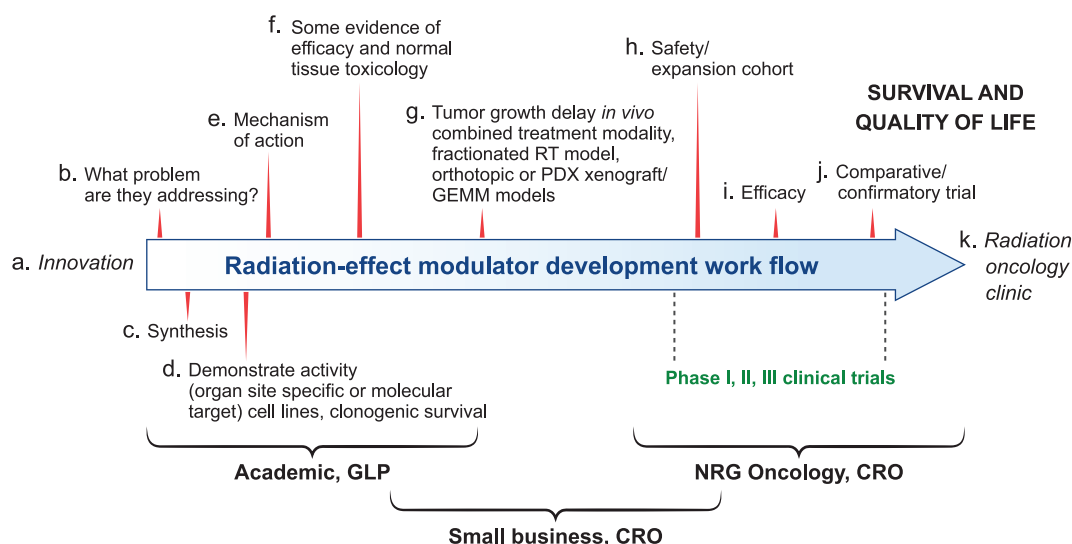 f. Some evidence of
efficacy and normal
tissue toxicology
h. Safety/
expansion cohort
SURVIVAL AND
QUALITY OF LIFE
e. Mechanism
of action
g. Tumor growth delay in vivo
combined treatment modality,
fractionated RT model,
orthotopic or PDX xenograft/
GEMM models
b. What problem
are they addressing?
i. Efficacy
j. Comparative/
confirmatory trial
a. Innovation
Radiation-effect modulator development work flow
k. Radiation
oncology
clinic
c. Synthesis
d. Demonstrate activity
(organ site specific or molecular
target) cell lines, clonogenic survival
Phase I, II, III clinical trials
Academic, GLP
NRG Oncology, CRO
Small business, CRO